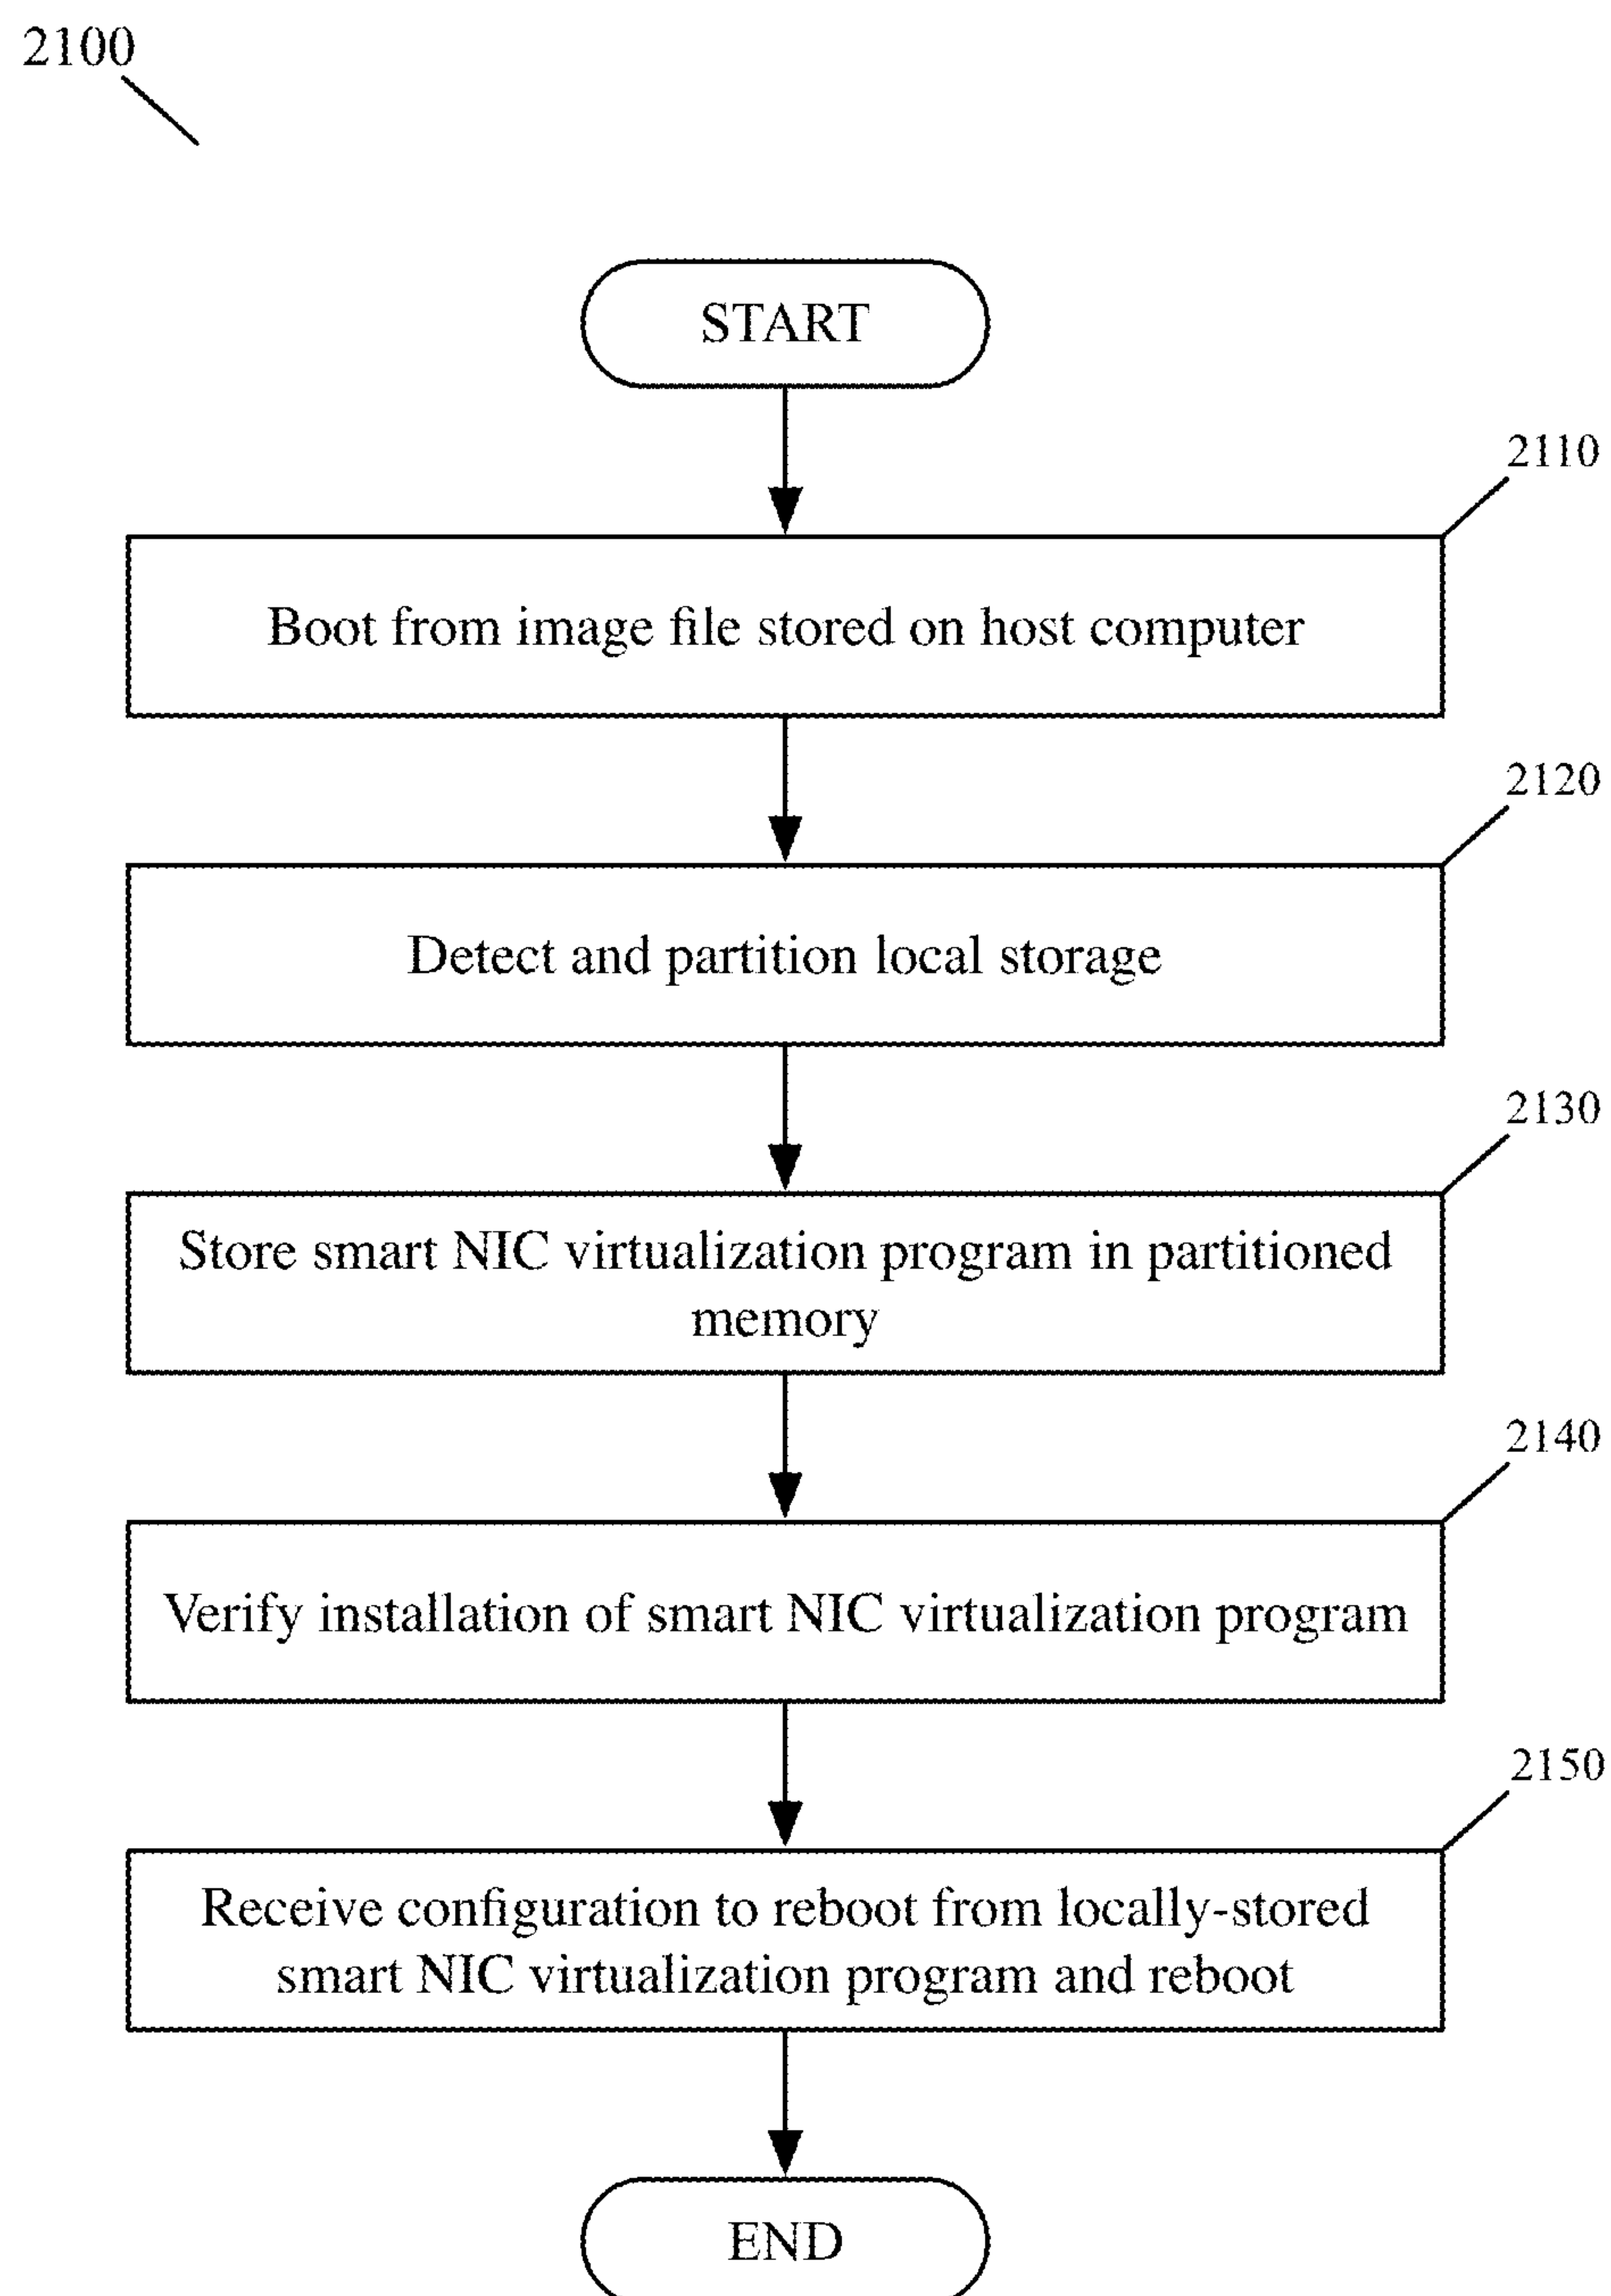 2100
START
2110
Boot from image file stored on host computer
2120
Detect and partition local storage
2130
Store smart NIC virtualization program in partitioned
memory
2140
Verify installation of smart NIC virtualization program
2150
Receive configuration to reboot from locally-stored
smart NIC virtualization program and reboot
END